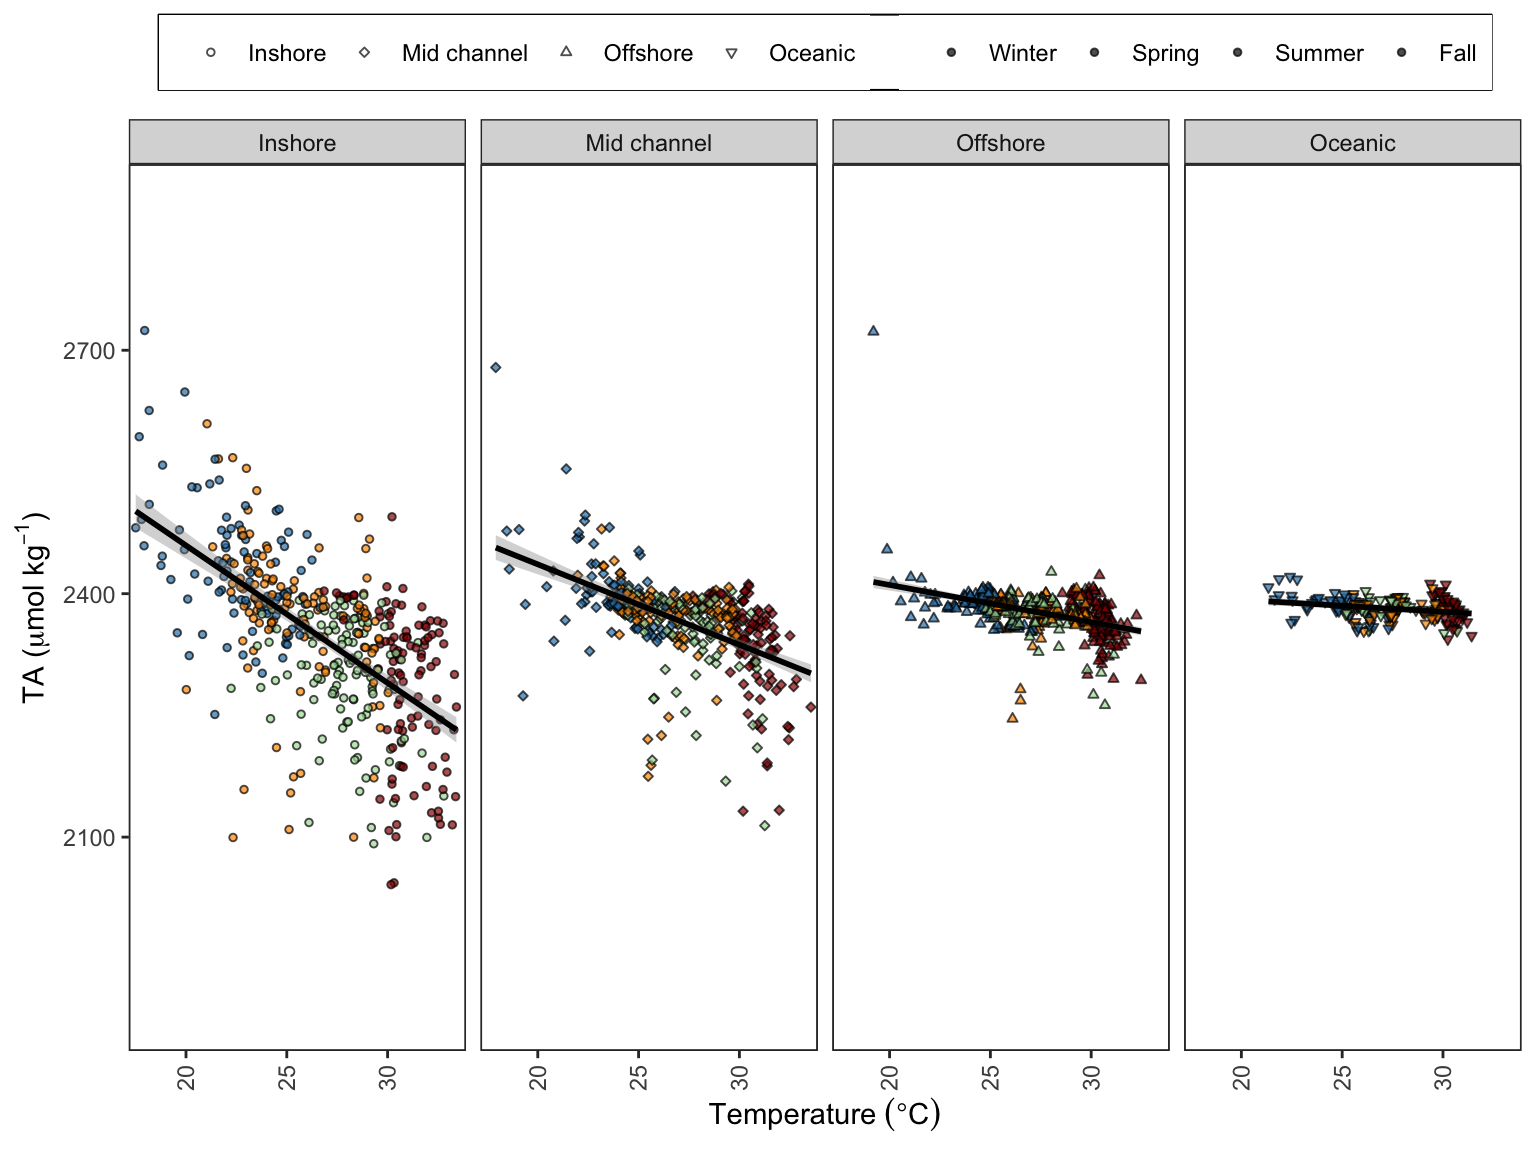 Inshore Mid channel Offshore Oceanic Winter Spring Summer Fall
Inshore Mid channel Offshore Oceanic
2700
2400
2100
TA (μmol kg⁻¹)
20 25 30 20 25 30 20 25 30 20 25 30
Temperature (°C)